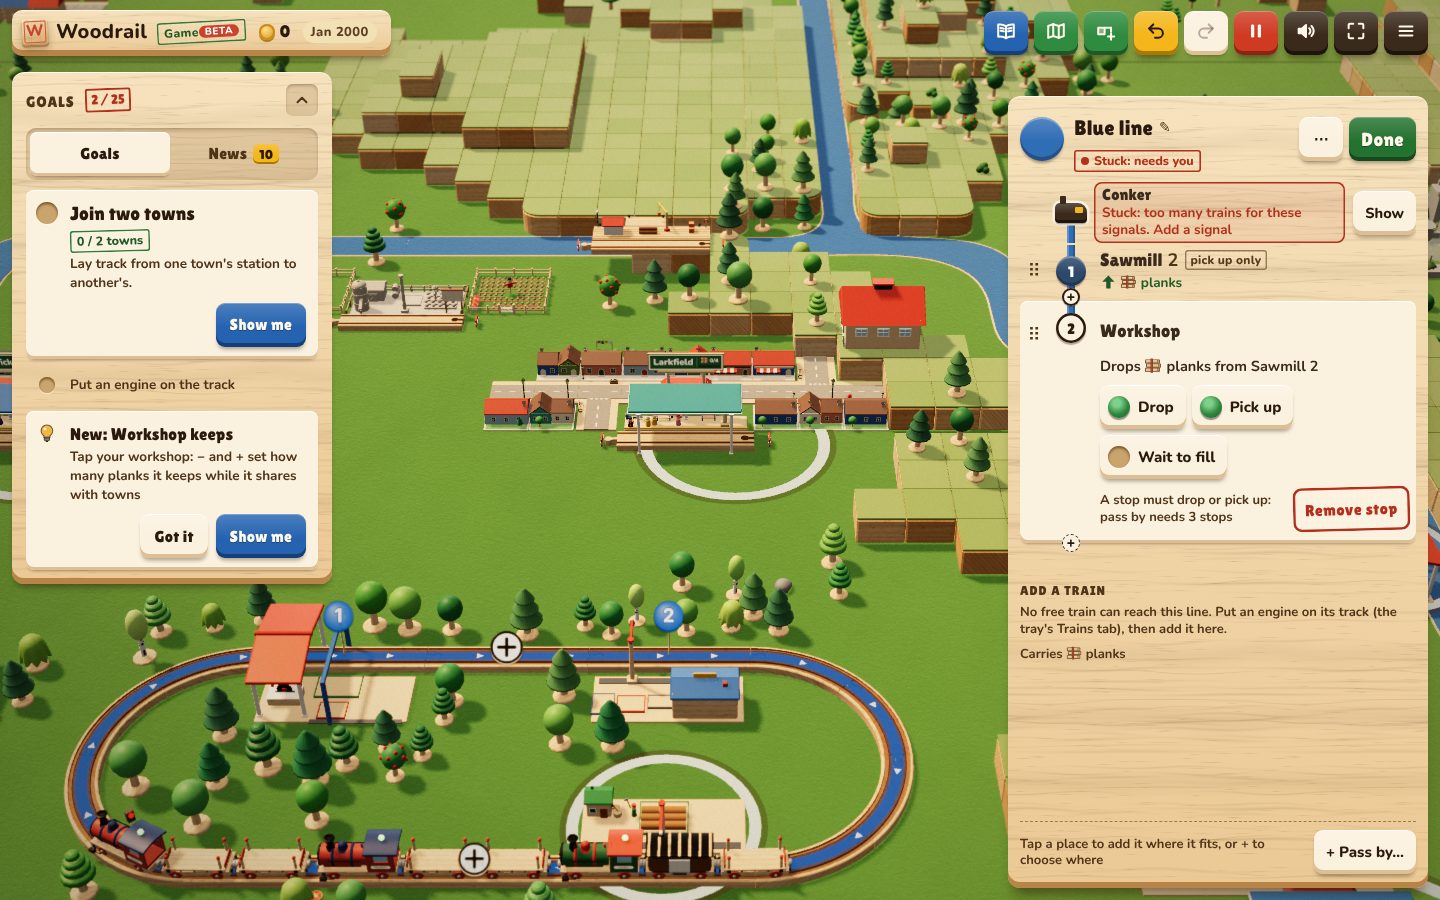 W
Woodrail
Game BETA
0
Jan 2000
GOALS
2 / 25
Goals
News 10
Join two towns
0 / 2 towns
Lay track from one town's station to
another's.
Show me
Put an engine on the track
New: Workshop keeps
Tap your workshop: – and + set how
many planks it keeps while it shares
with towns
Got it
Show me
Larkfield
0/4
1
2
Blue line
...
Done
Stuck: needs you
Conker
Stuck: too many trains for these
signals. Add a signal
Show
1
Sawmill 2
pick up only
planks
2
Workshop
Drops planks from Sawmill 2
Drop
Pick up
Wait to fill
A stop must drop or pick up:
pass by needs 3 stops
Remove stop
ADD A TRAIN
No free train can reach this line. Put an engine on its track (the
tray's Trains tab), then add it here.
Carries planks
Tap a place to add it where it fits, or + to
choose where
+ Pass by...